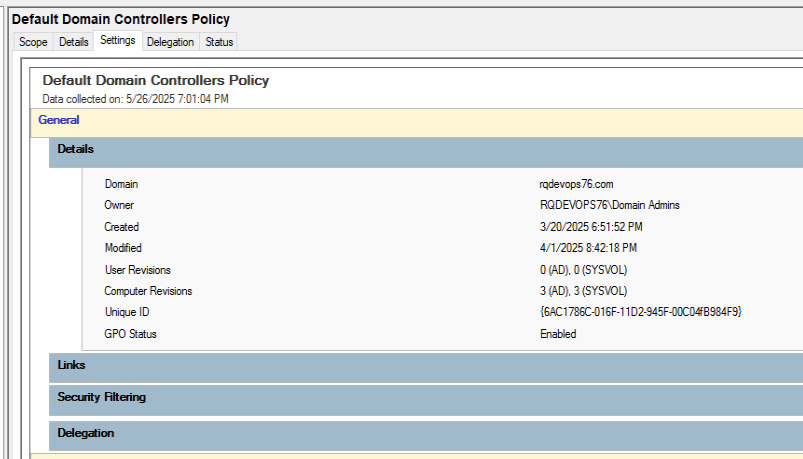 Default Domain Controllers Policy
Scope Details Settings Delegation Status
Default Domain Controllers Policy
Data collected on: 5/26/2025 7:01:04 PM
General
Details
Domain rqdevops76.com
Owner RQDEVOPS76\Domain Admins
Created 3/20/2025 6:51:52 PM
Modified 4/1/2025 8:42:18 PM
User Revisions 0 (AD), 0 (SYSVOL)
Computer Revisions 3 (AD), 3 (SYSVOL)
Unique ID {6AC1786C-016F-11D2-945F-00C04fB984F9}
GPO Status Enabled
Links
Security Filtering
Delegation